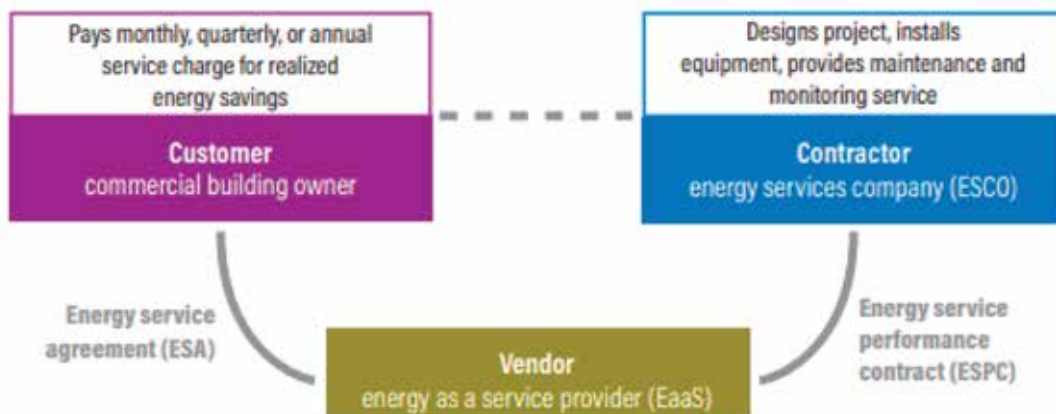 Pays monthly, quarterly, or annual
service charge for realized
energy savings
Customer
commercial building owner
Designs project, installs
equipment, provides maintenance and
monitoring service
Contractor
energy services company (ESCO)
Energy service
agreement (ESA)
Energy service
performance
contract (ESPC)
Vendor
energy as a service provider (EaaS)